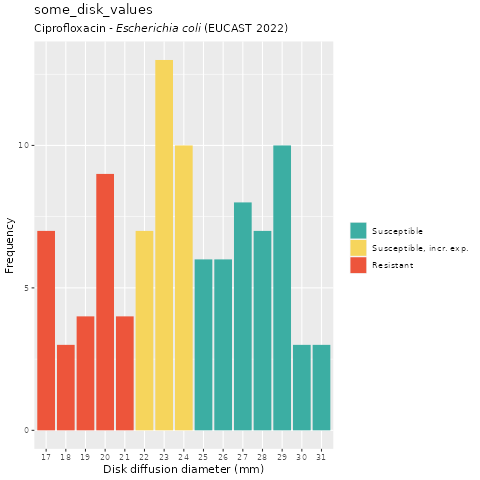 some_disk_values
Ciprofloxacin - Escherichia coli (EUCAST 2022)
Frequency
10
5
0
17 18 19 20 21 22 23 24 25 26 27 28 29 30 31
Disk diffusion diameter (mm)
Susceptible
Susceptible, incr. exp.
Resistant